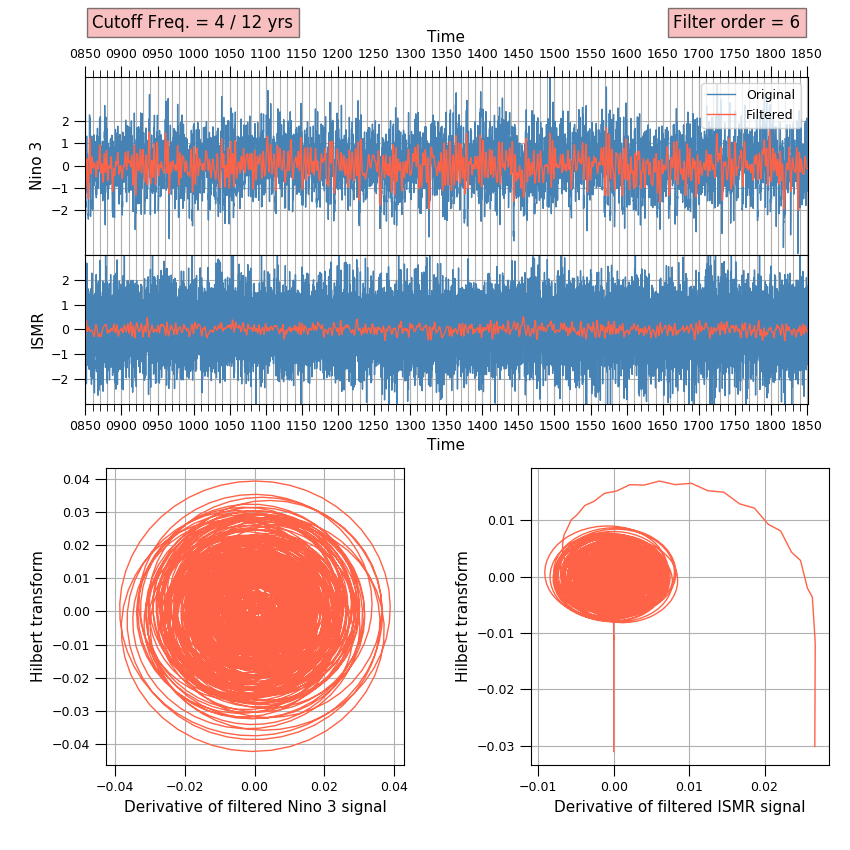 Cutoff Freq. = 4 / 12 yrs
Filter order = 6
Time
0850 0900 0950 1000 1050 1100 1150 1200 1250 1300 1350 1400 1450 1500 1550 1600 1650 1700 1750 1800 1850
Original
Filtered
Nino 3
2
1
0
−1
−2
ISMR
2
1
0
−1
−2
0850 0900 0950 1000 1050 1100 1150 1200 1250 1300 1350 1400 1450 1500 1550 1600 1650 1700 1750 1800 1850
Time
Hilbert transform
0.04
0.03
0.02
0.01
0.00
−0.01
−0.02
−0.03
−0.04
−0.04 −0.02 0.00 0.02 0.04
Derivative of filtered Nino 3 signal
Hilbert transform
0.01
0.00
−0.01
−0.02
−0.03
−0.01 0.00 0.01 0.02
Derivative of filtered ISMR signal